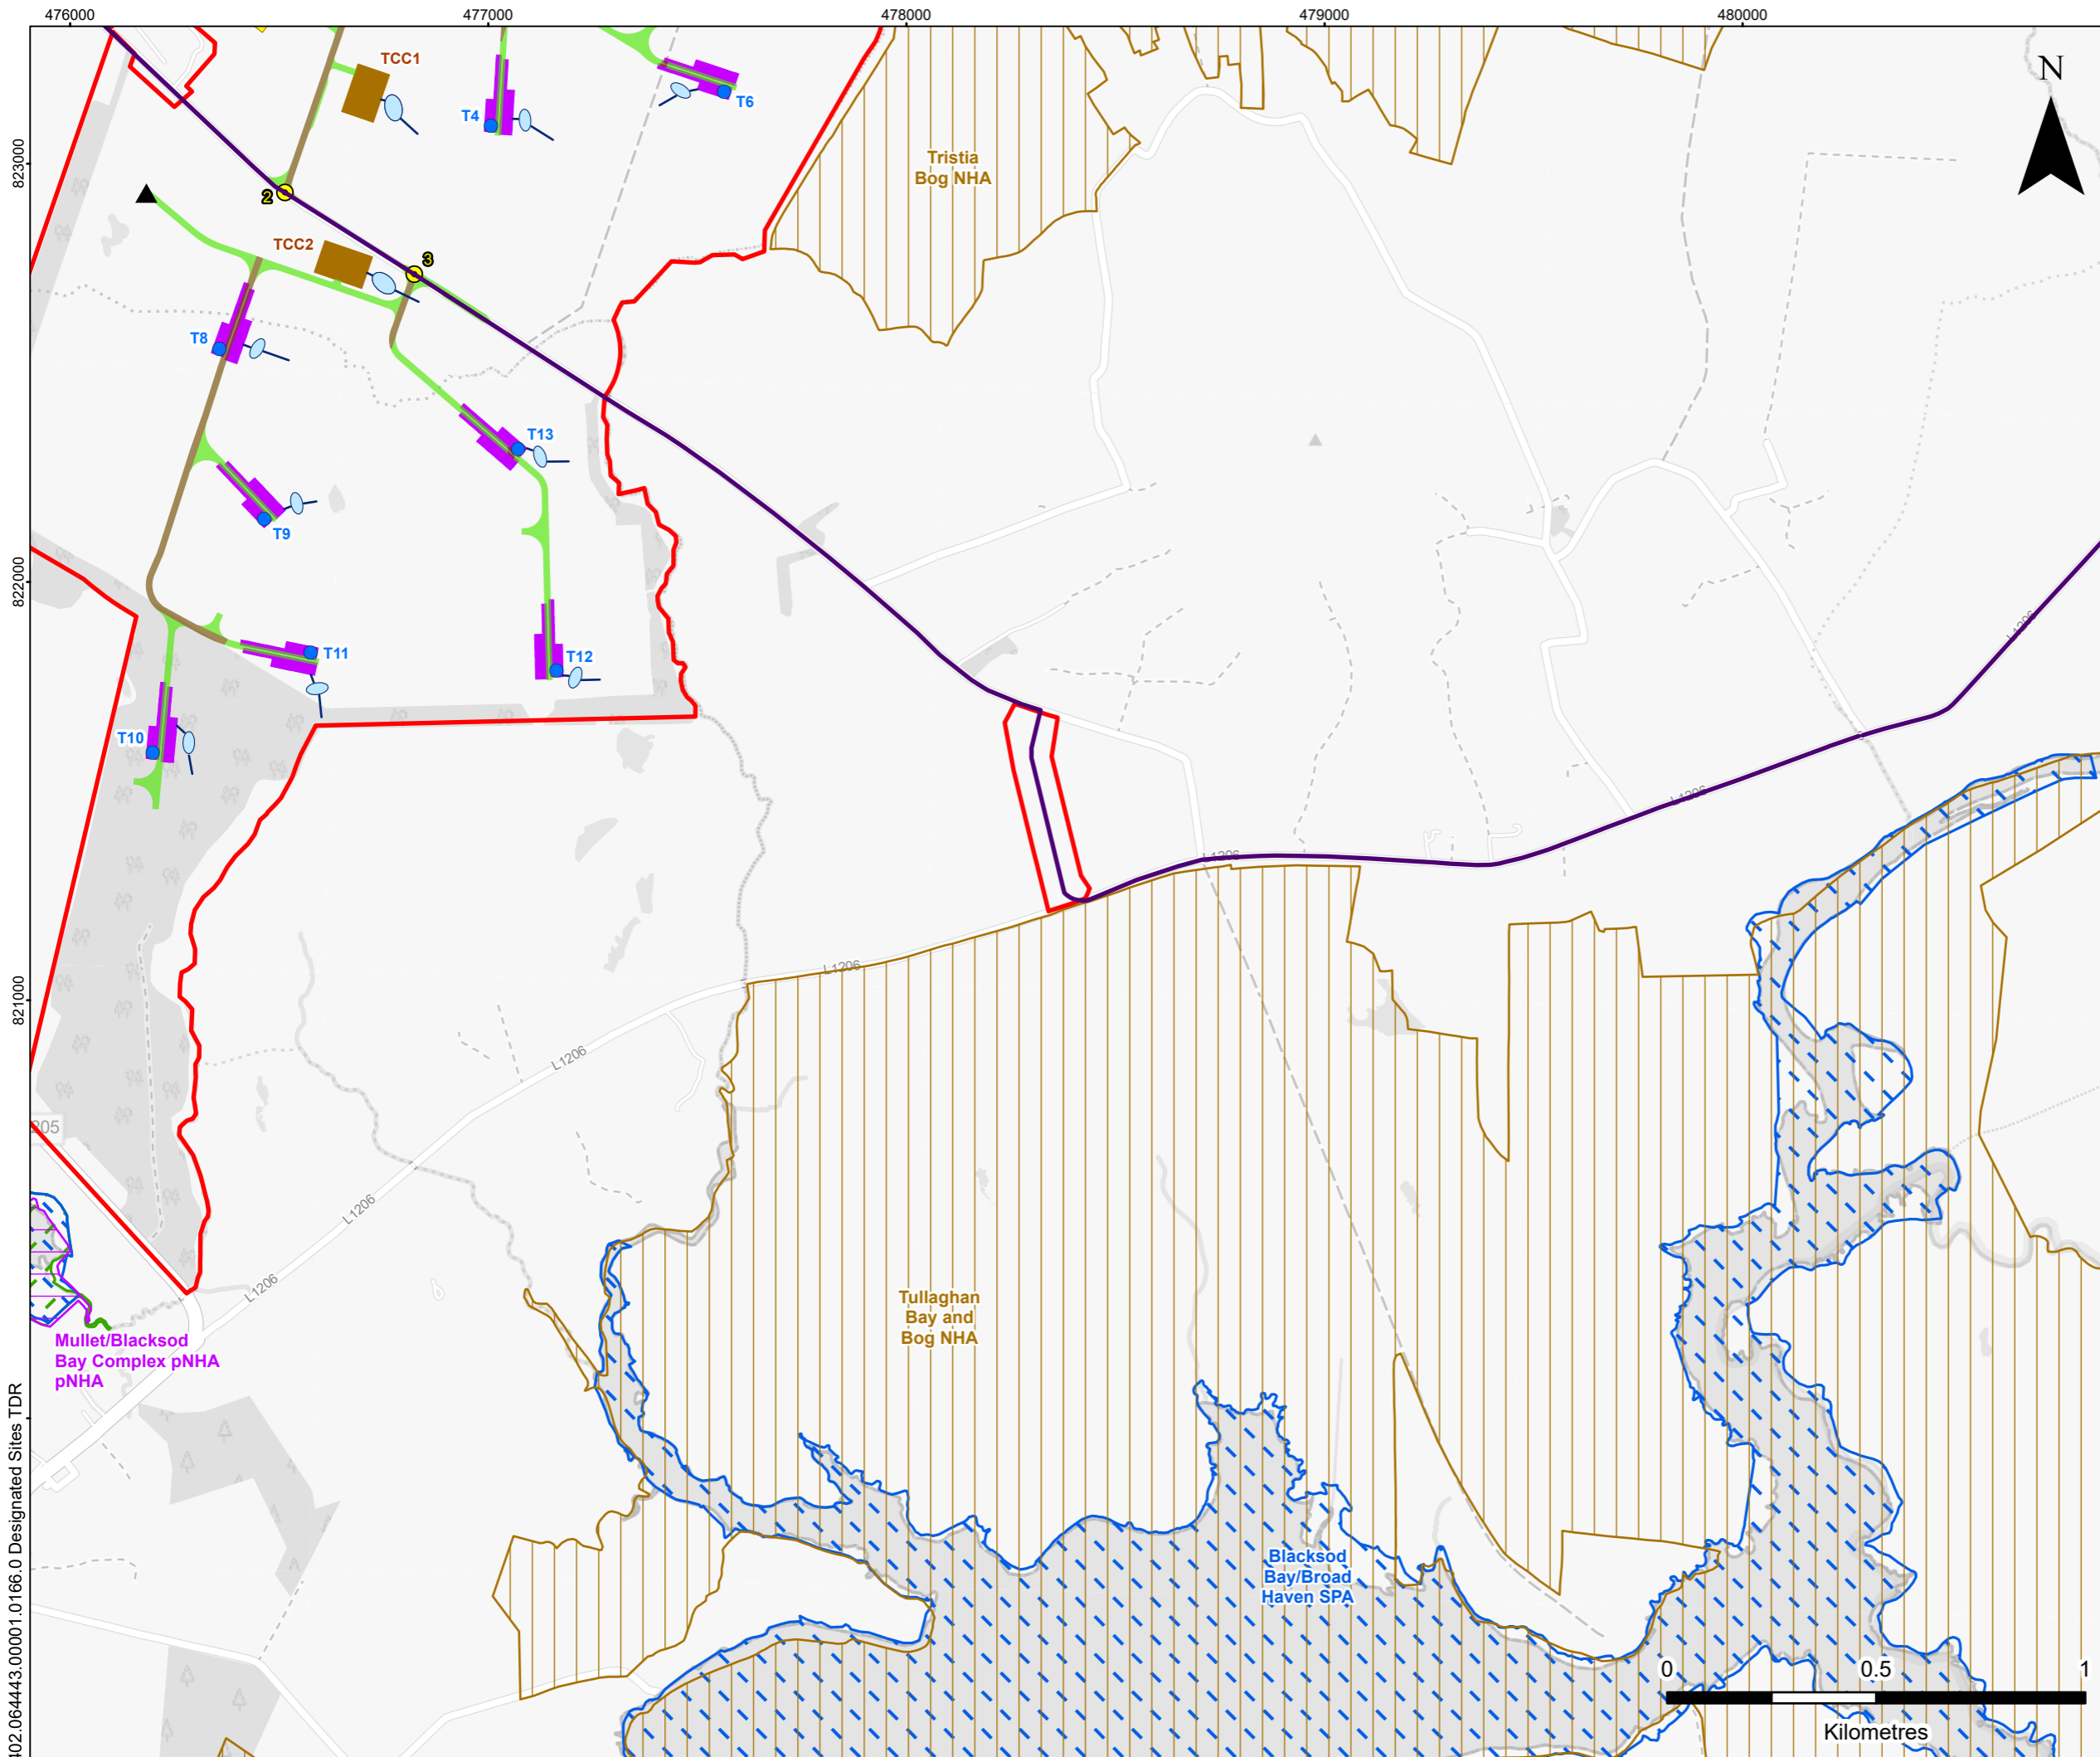 476000
477000
478000
479000
480000
823000
822000
821000
N
TCC1
T4
T6
Tristia
Bog NHA
2
TCC2
3
T8
T13
T9
T11
T12
T10
L1206
L1206
L1206
L1206
L1206
L1206
L1206
205
Mullet/Blacksod
Bay Complex pNHA
pNHA
Tullaghan
Bay and
Bog NHA
Blacksod
Bay/Broad
Haven SPA
0
0.5
1
Kilometres
402.064443.00001.0166.0 Designated Sites TDR